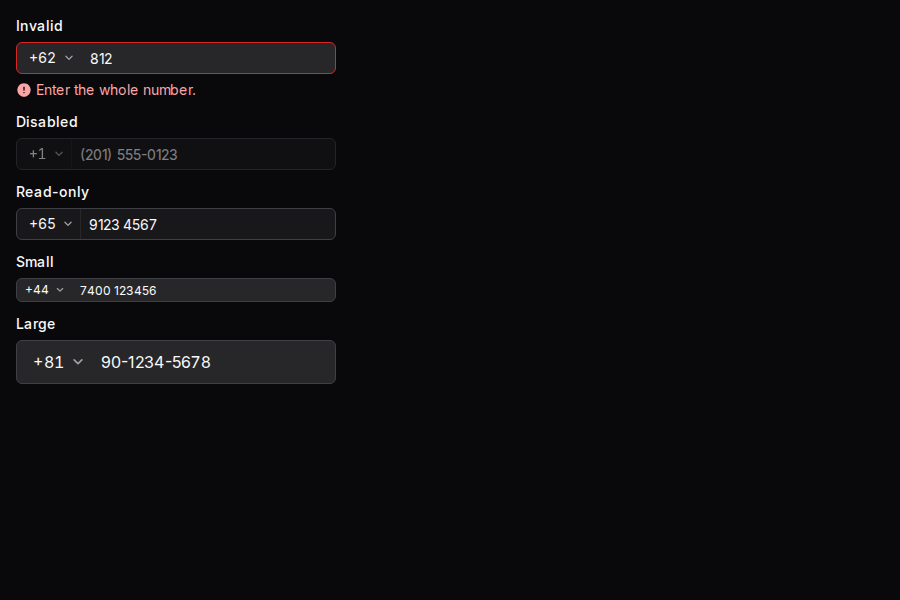 Invalid
+62 812
Enter the whole number.
Disabled
+1 (201) 555-0123
Read-only
+65 9123 4567
Small
+44 7400 123456
Large
+81 90-1234-5678